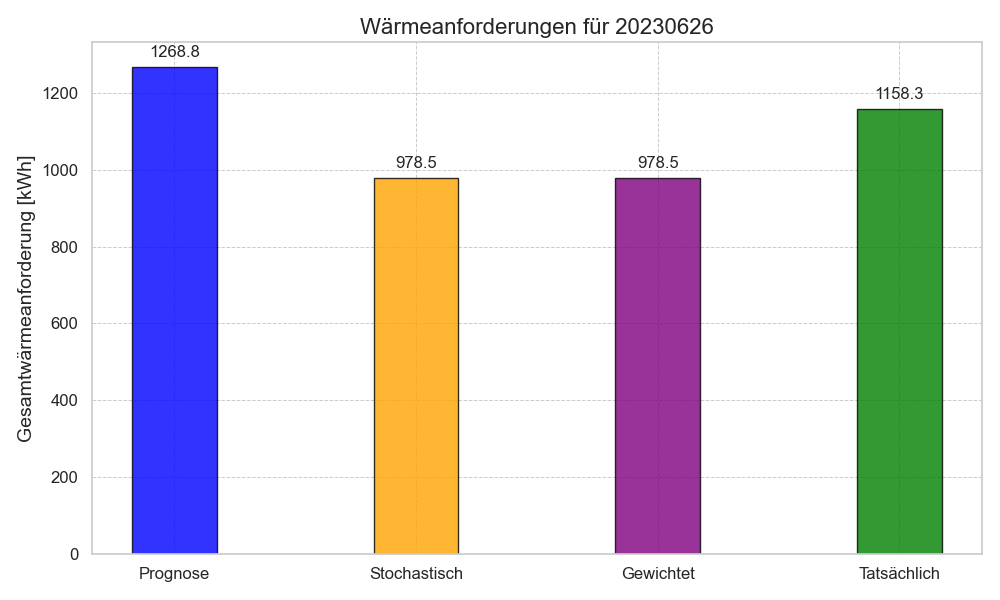 Wärmeanforderungen für 20230626
Gesamtwärmeanforderung [kWh]
1200
1000
800
600
400
200
0
1268.8
978.5
978.5
1158.3
Prognose
Stochastisch
Gewichtet
Tatsächlich